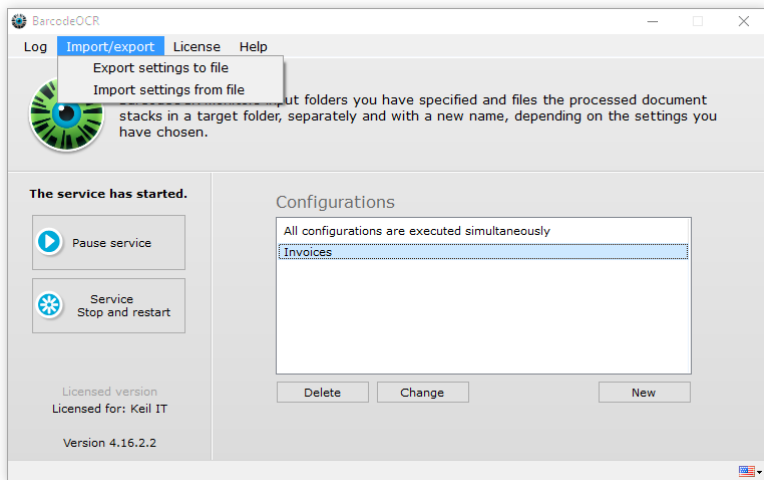 BarcodeOCR
Log Import/export License Help
Export settings to file
Import settings from file
input folders you have specified and files the processed document
stacks in a target folder, separately and with a new name, depending on the settings you
have chosen.
The service has started.
Pause service
Service
Stop and restart
Licensed version
Licensed for: Keil IT
Version 4.16.2.2
Configurations
All configurations are executed simultaneously
Invoices
Delete Change New